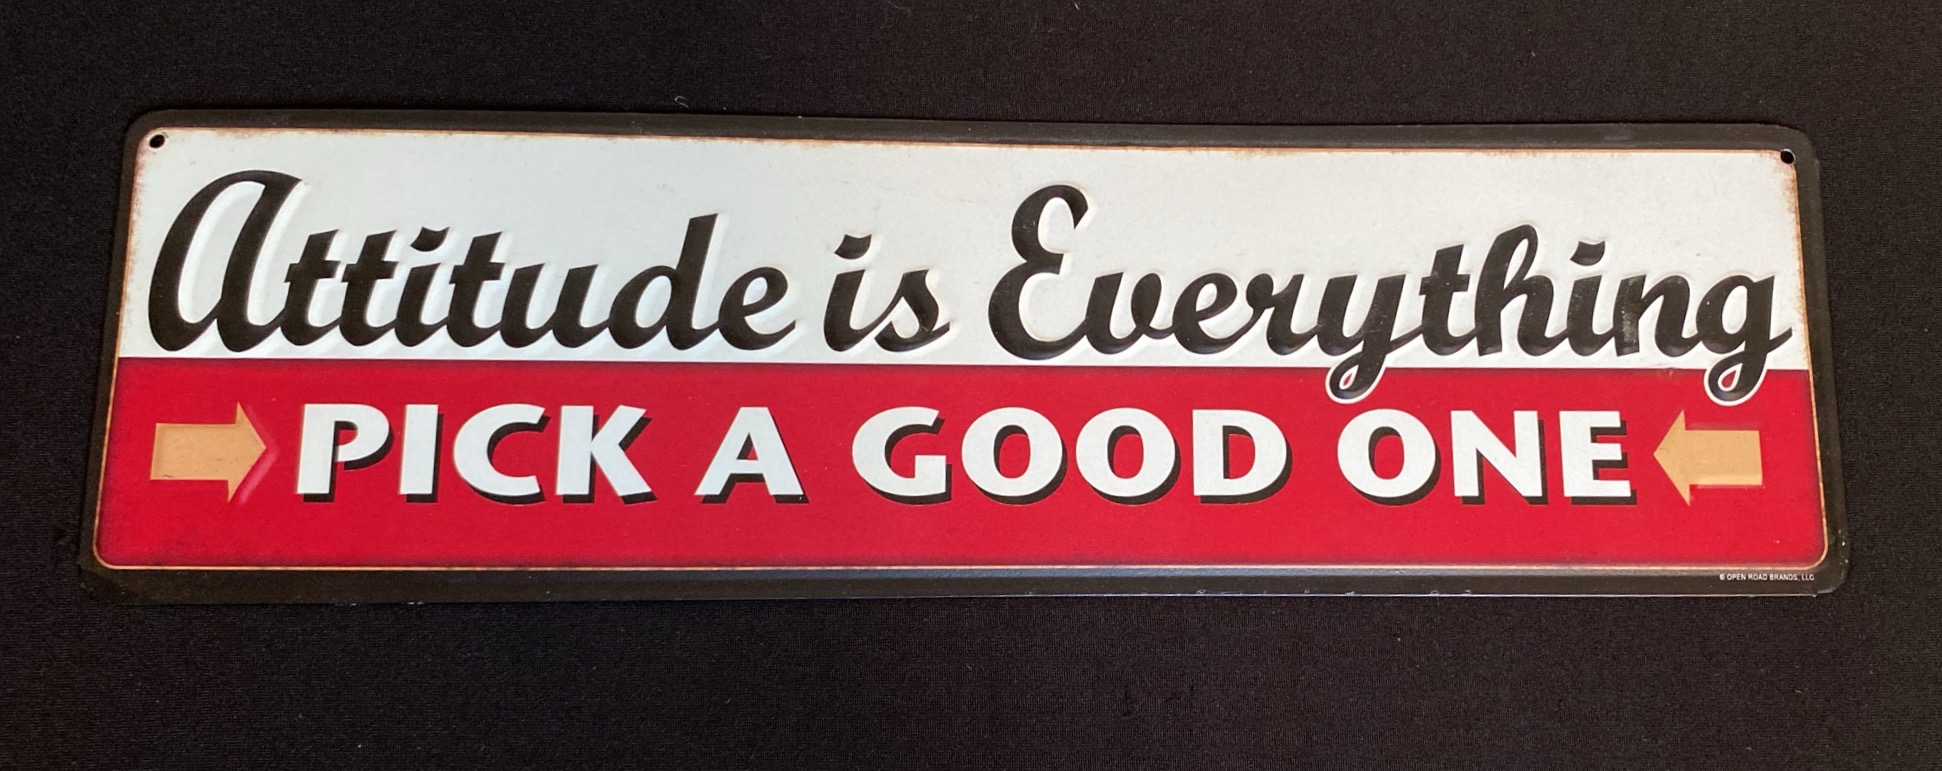 Attitude is Everything
PICK A GOOD ONE
© OPEN ROAD BRANDS, LLC